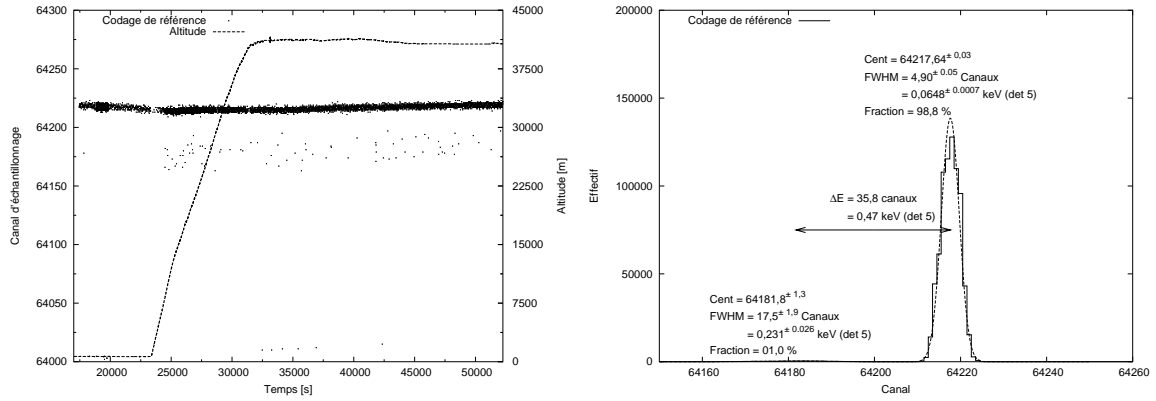 64300
64250
64200
64150
64100
64050
64000
Canal d'échantillonnage
20000 25000 30000 35000 40000 45000 50000
Temps [s]
45000
37500
30000
22500
15000
7500
0
Altitude [m]
Codage de référence
Altitude
200000
150000
100000
50000
0
Effectif
64160 64180 64200 64220 64240 64260
Canal
Codage de référence
Cent = 64217,64± 0,03
FWHM = 4,90± 0.05 Canaux
= 0,0648± 0.0007 keV (det 5)
Fraction = 98,8 %
ΔE = 35,8 canaux
= 0,47 keV (det 5)
Cent = 64181,8± 1,3
FWHM = 17,5± 1,9 Canaux
= 0,231± 0.026 keV (det 5)
Fraction = 01,0 %